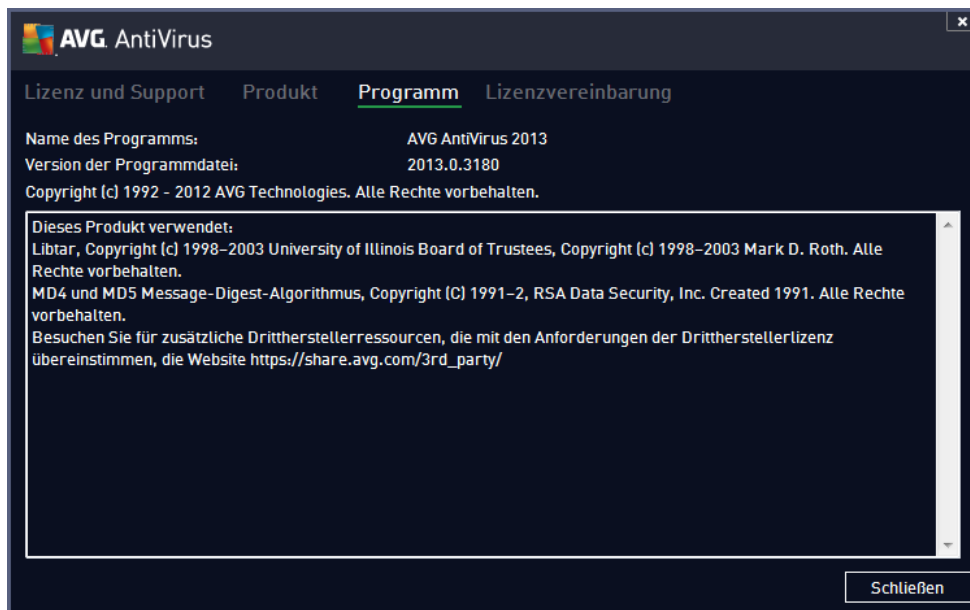 AVG. AntiVirus
x
Lizenz und Support Produkt Programm Lizenzvereinbarung
Name des Programms: AVG AntiVirus 2013
Version der Programmdatei: 2013.0.3180
Copyright (c) 1992 - 2012 AVG Technologies. Alle Rechte vorbehalten.
Dieses Produkt verwendet:
Libtar, Copyright (c) 1998–2003 University of Illinois Board of Trustees, Copyright (c) 1998–2003 Mark D. Roth. Alle
Rechte vorbehalten.
MD4 und MD5 Message-Digest-Algorithmus, Copyright (C) 1991–2, RSA Data Security, Inc. Created 1991. Alle Rechte
vorbehalten.
Besuchen Sie für zusätzliche Drittherstellerressourcen, die mit den Anforderungen der Drittherstellerlizenz
übereinstimmen, die Website https://share.avg.com/3rd_party/
Schließen